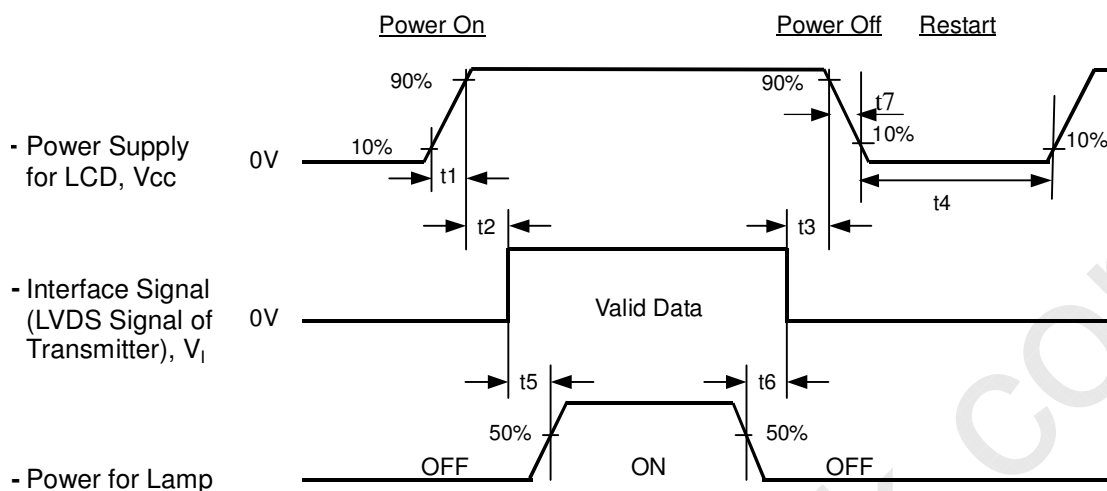 Power On
Power Off
Restart
90%
90%
t7
10%
10%
10%
- Power Supply
for LCD, Vcc
0V
t1
t4
t2
t3
- Interface Signal
(LVDS Signal of
Transmitter), VI
0V
Valid Data
t5
t6
50%
50%
OFF
ON
OFF
- Power for Lamp